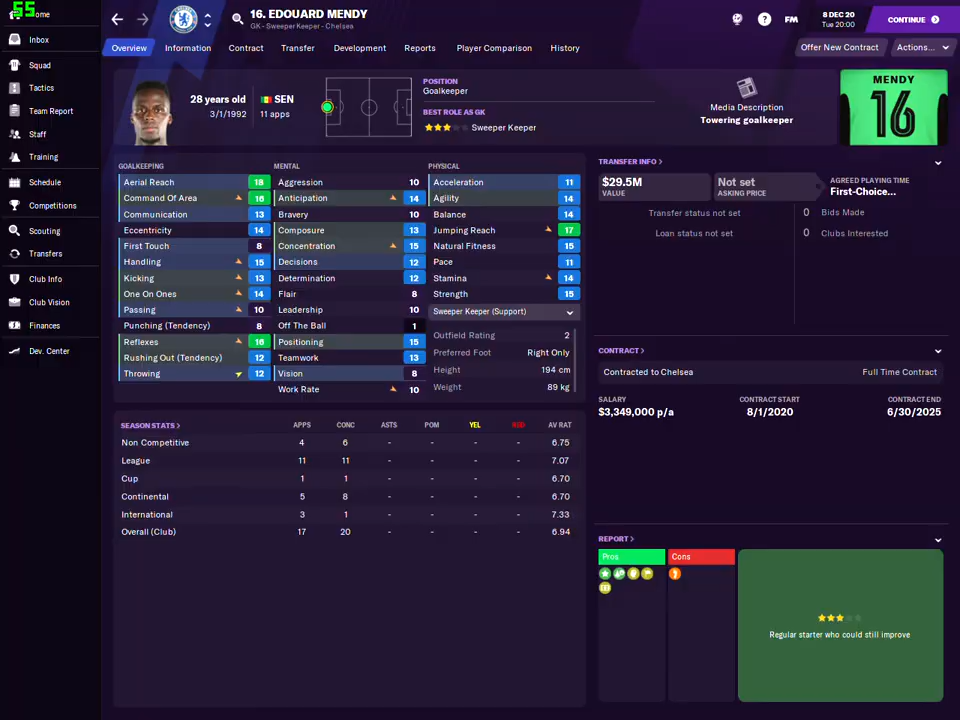 55
ome
16. EDOUARD MENDY
GK - Sweeper Keeper - Chelsea
FM
8 DEC 20
Tue 20:00
CONTINUE
Overview
Information
Contract
Transfer
Development
Reports
Player Comparison
History
Offer New Contract
Actions...
Inbox
Squad
Tactics
Team Report
Staff
Training
Schedule
Competitions
Scouting
Transfers
Club Info
Club Vision
Finances
Dev. Center
28 years old
3/1/1992
SEN
11 apps
POSITION
Goalkeeper
BEST ROLE AS GK
Sweeper Keeper
Media Description
Towering goalkeeper
MENDY
16
GOALKEEPING
Aerial Reach 18
Command Of Area 16
Communication 13
Eccentricity 14
First Touch 8
Handling 15
Kicking 13
One On Ones 14
Passing 10
Punching (Tendency) 8
Reflexes 16
Rushing Out (Tendency) 12
Throwing 12
MENTAL
Aggression 10
Anticipation 14
Bravery 10
Composure 13
Concentration 15
Decisions 12
Determination 12
Flair 8
Leadership 10
Off The Ball 1
Positioning 15
Teamwork 13
Vision 8
Work Rate 10
PHYSICAL
Acceleration 11
Agility 14
Balance 14
Jumping Reach 17
Natural Fitness 15
Pace 11
Stamina 14
Strength 15
Sweeper Keeper (Support)
Outfield Rating 2
Preferred Foot Right Only
Height 194 cm
Weight 89 kg
TRANSFER INFO >
$29.5M
VALUE
Not set
ASKING PRICE
AGREED PLAYING TIME
First-Choice...
Transfer status not set
Loan status not set
0 Bids Made
0 Clubs Interested
CONTRACT >
Contracted to Chelsea
Full Time Contract
SALARY
$3,349,000 p/a
CONTRACT START
8/1/2020
CONTRACT END
6/30/2025
SEASON STATS > APPS CONC ASTS POM YEL RED AV RAT
Non Competitive 4 6 - - - - 6.75
League 11 11 - - - - 7.07
Cup 1 1 - - - - 6.70
Continental 5 8 - - - - 6.70
International 3 1 - - - - 7.33
Overall (Club) 17 20 - - - - 6.94
REPORT >
Pros
Cons
Regular starter who could still improve